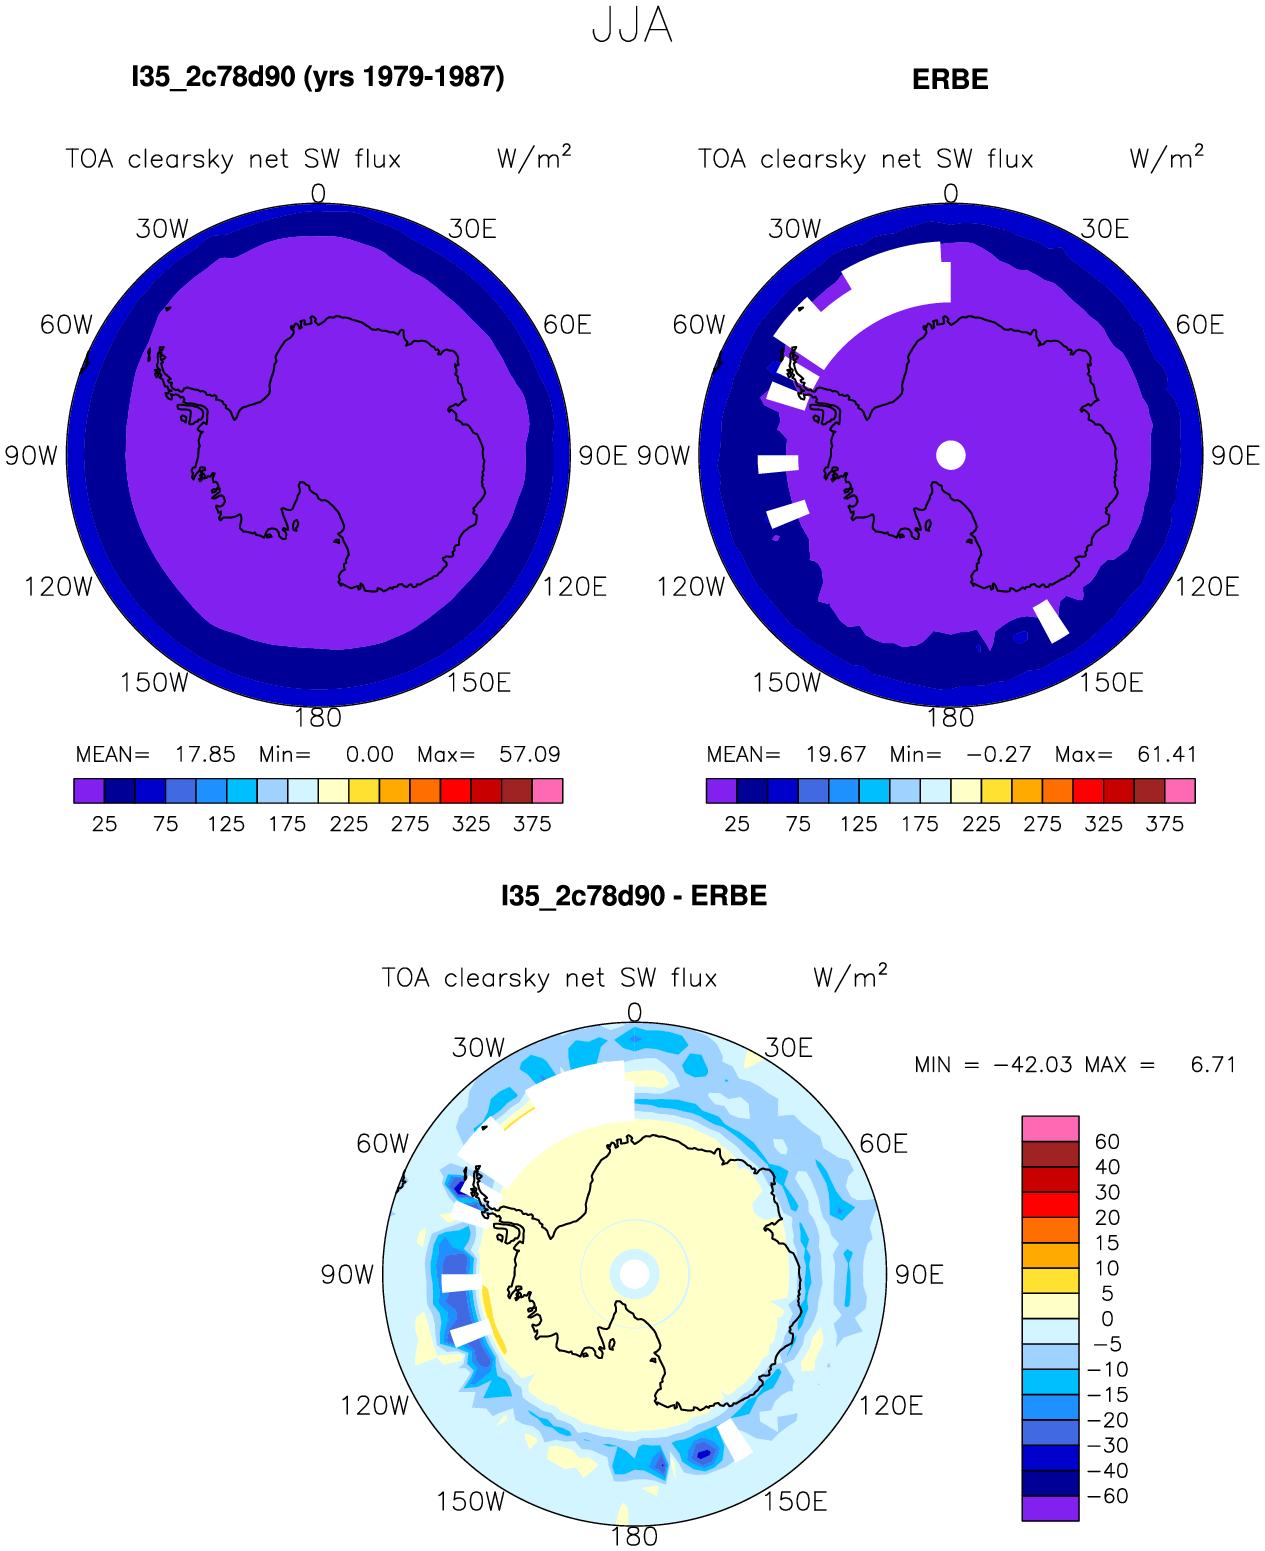 JJA
I35_2c78d90 (yrs 1979-1987)
ERBE
TOA clearsky net SW flux W/m2
TOA clearsky net SW flux W/m2
0
30W 30E
60W 60E
90W 90E
120W 120E
150W 150E
180
0
30W 30E
60W 60E
90W 90E
120W 120E
150W 150E
180
MEAN= 17.85 Min= 0.00 Max= 57.09
25 75 125 175 225 275 325 375
MEAN= 19.67 Min= −0.27 Max= 61.41
25 75 125 175 225 275 325 375
I35_2c78d90 - ERBE
TOA clearsky net SW flux W/m2
0
30W 30E
60W 60E
90W 90E
120W 120E
150W 150E
180
MIN = −42.03 MAX = 6.71
60
40
30
20
15
10
5
0
−5
−10
−15
−20
−30
−40
−60